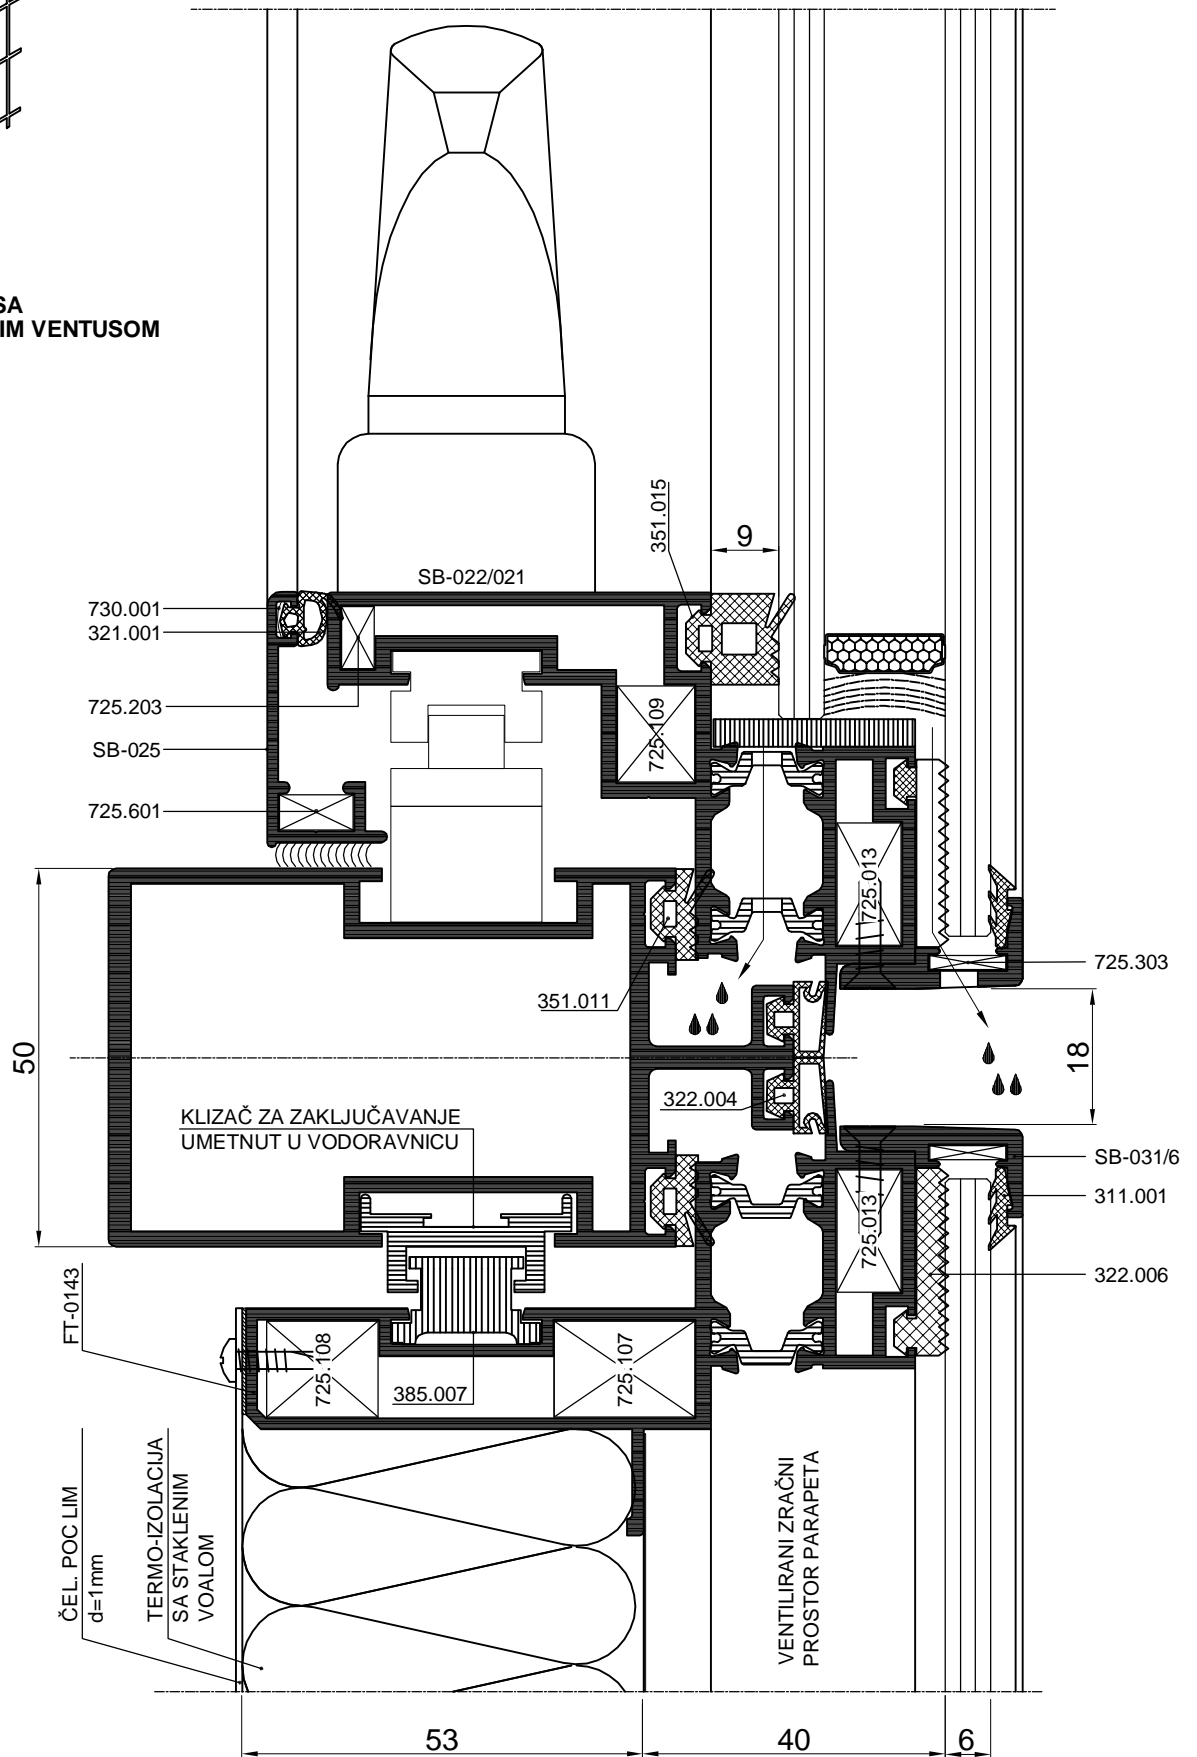 SA
IM VENTUSOM
351.015
9
SB-022/021
730.001
321.001
725.203
725.109
SB-025
725.601
725.013
725.303
351.011
50
18
322.004
KLIZAČ ZA ZAKLJUČAVANJE
UMETNUT U VODORAVNICU
SB-031/6
311.001
725.013
322.006
FT-0143
725.108
385.007
725.107
ČEL. POC LIM
d=1mm
TERMO-IZOLACIJA
SA STAKLENIM
VOALOM
VENTILIRANI ZRAČNI
PROSTOR PARAPETA
53
40
6